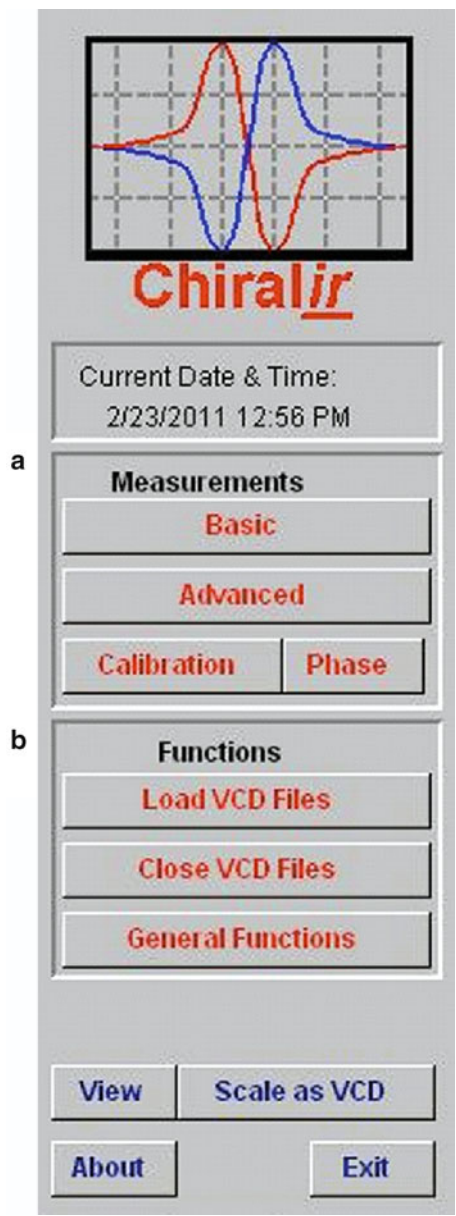 Chiralir
Current Date & Time:
2/23/2011 12:56 PM
a
Measurements
Basic
Advanced
Calibration Phase
b
Functions
Load VCD Files
Close VCD Files
General Functions
View Scale as VCD
About Exit